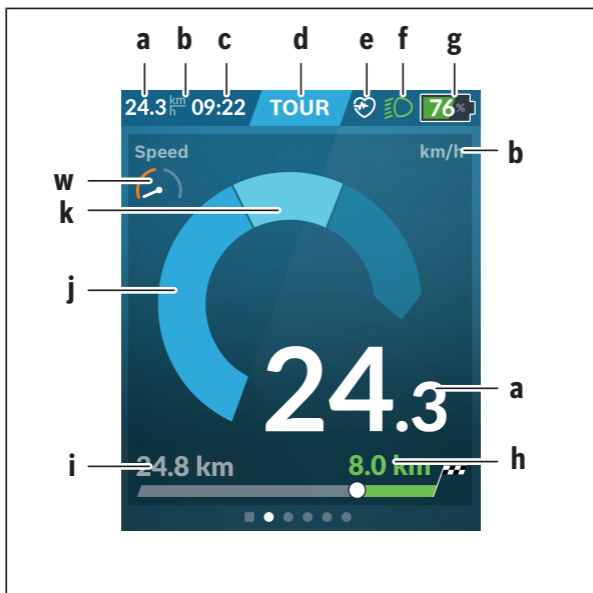 a b c d e f g
24.3 km/h 09:22 TOUR 76%
Speed km/h b
w
k
j
24.3 a
i 24.8 km 8.0 km h